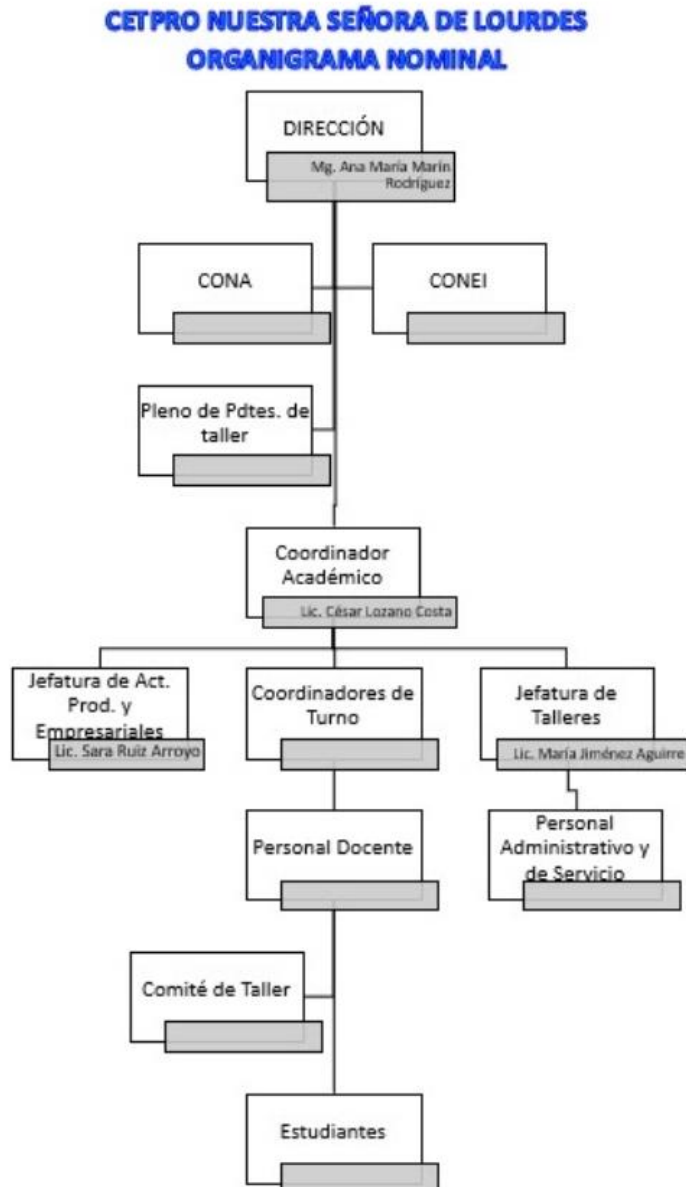 CETPRO NUESTRA SEÑORA DE LOURDES
ORGANIGRAMA NOMINAL
DIRECCIÓN
Mg. Ana María Marín
Rodríguez
CONA
CONEI
Pleno de Pdtes. de
taller
Coordinador
Académico
Lic. César Lozano Costa
Jefatura de Act.
Prod. y
Empresariales
Lic. Sara Ruiz Arroyo
Coordinadores de
Turno
Jefatura de
Talleres
Lic. María Jiménez Aguirre
Personal Docente
Personal
Administrativo y
de Servicio
Comité de Taller
Estudiantes